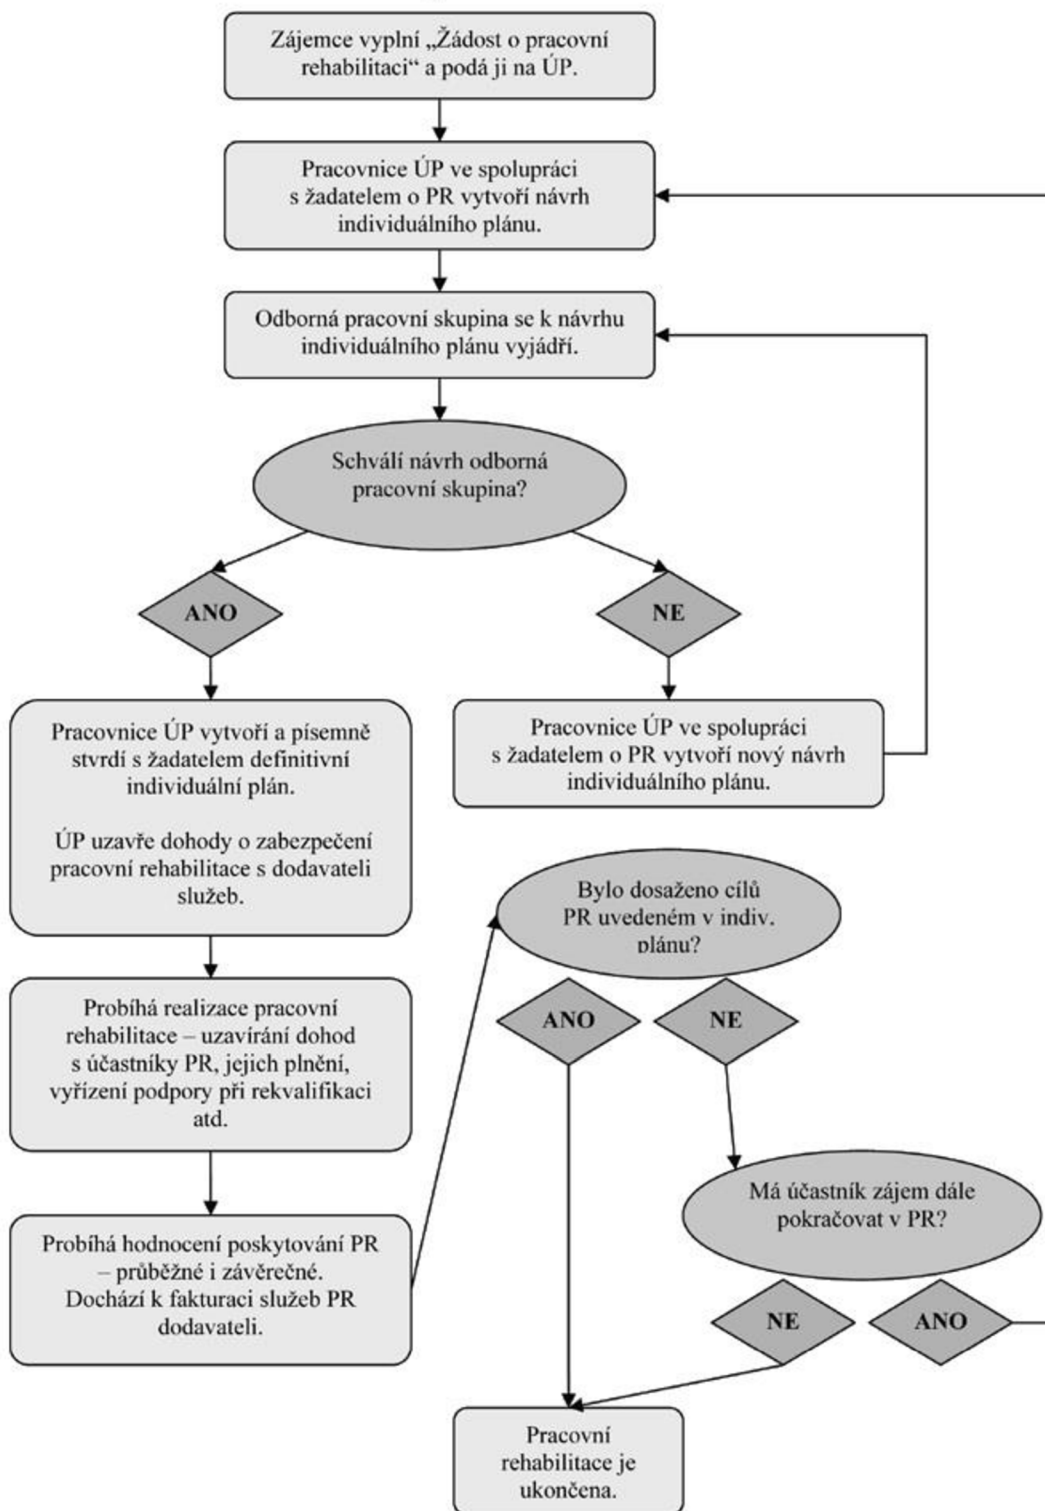 Zájemce vyplní „Žádost o pracovní
rehabilitaci“ a podá ji na ÚP.
Pracovnice ÚP ve spolupráci
s žadatelem o PR vytvoří návrh
individuálního plánu.
Odborná pracovní skupina se k návrhu
individuálního plánu vyjádří.
Schválí návrh odborná
pracovní skupina?
ANO
NE
Pracovnice ÚP vytvoří a písemně
stvrdí s žadatelem definitivní
individuální plán.
ÚP uzavře dohody o zabezpečení
pracovní rehabilitace s dodavateli
služeb.
Pracovnice ÚP ve spolupráci
s žadatelem o PR vytvoří nový návrh
individuálního plánu.
Bylo dosaženo cílů
PR uvedeném v indiv.
plánu?
ANO
NE
Probíhá realizace pracovní
rehabilitace – uzavírání dohod
s účastníky PR, jejich plnění,
vyřízení podpory při rekvalifikaci
atd.
Má účastník zájem dále
pokračovat v PR?
Probíhá hodnocení poskytování PR
– průběžné i závěrečné.
Dochází k fakturaci služeb PR
dodavateli.
NE
ANO
Pracovní
rehabilitace je
ukončena.